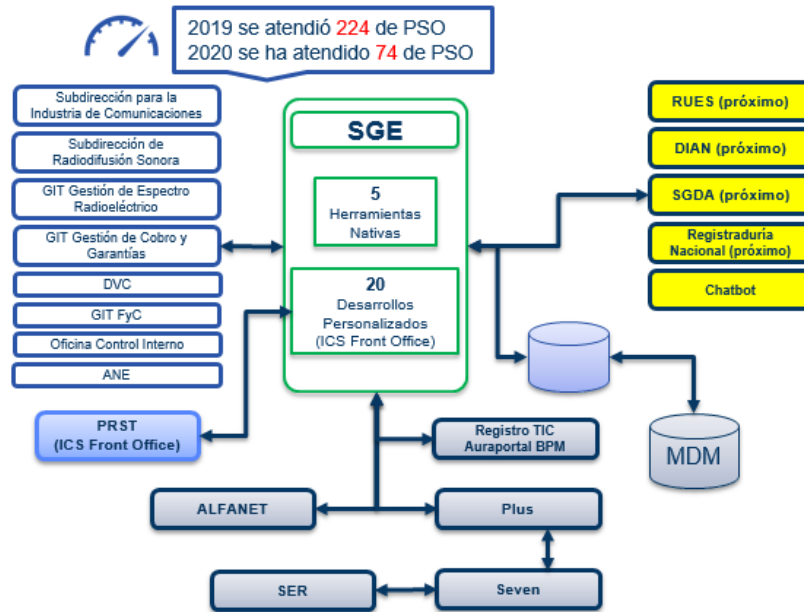 2019 se atendió 224 de PSO
2020 se ha atendido 74 de PSO
Subdirección para la
Industria de Comunicaciones
Subdirección de
Radiodifusión Sonora
GIT Gestión de Espectro
Radioeléctrico
GIT Gestión de Cobro y
Garantías
DVC
GIT FyC
Oficina Control Interno
ANE
PRST
(ICS Front Office)
SGE
5
Herramientas
Nativas
20
Desarrollos
Personalizados
(ICS Front Office)
RUES (próximo)
DIAN (próximo)
SGDA (próximo)
Registraduría
Nacional (próximo)
Chatbot
MDM
Registro TIC
Auraportal BPM
ALFANET
Plus
SER
Seven